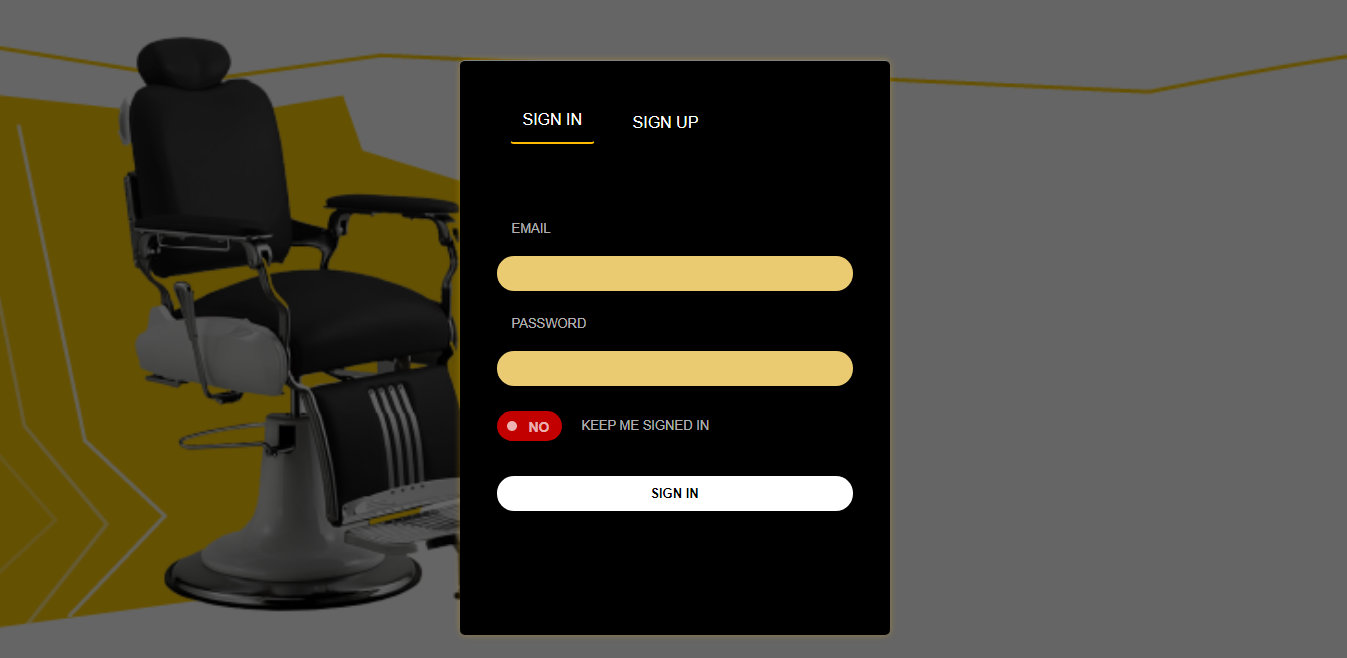 SIGN IN SIGN UP
EMAIL
PASSWORD
NO KEEP ME SIGNED IN
SIGN IN